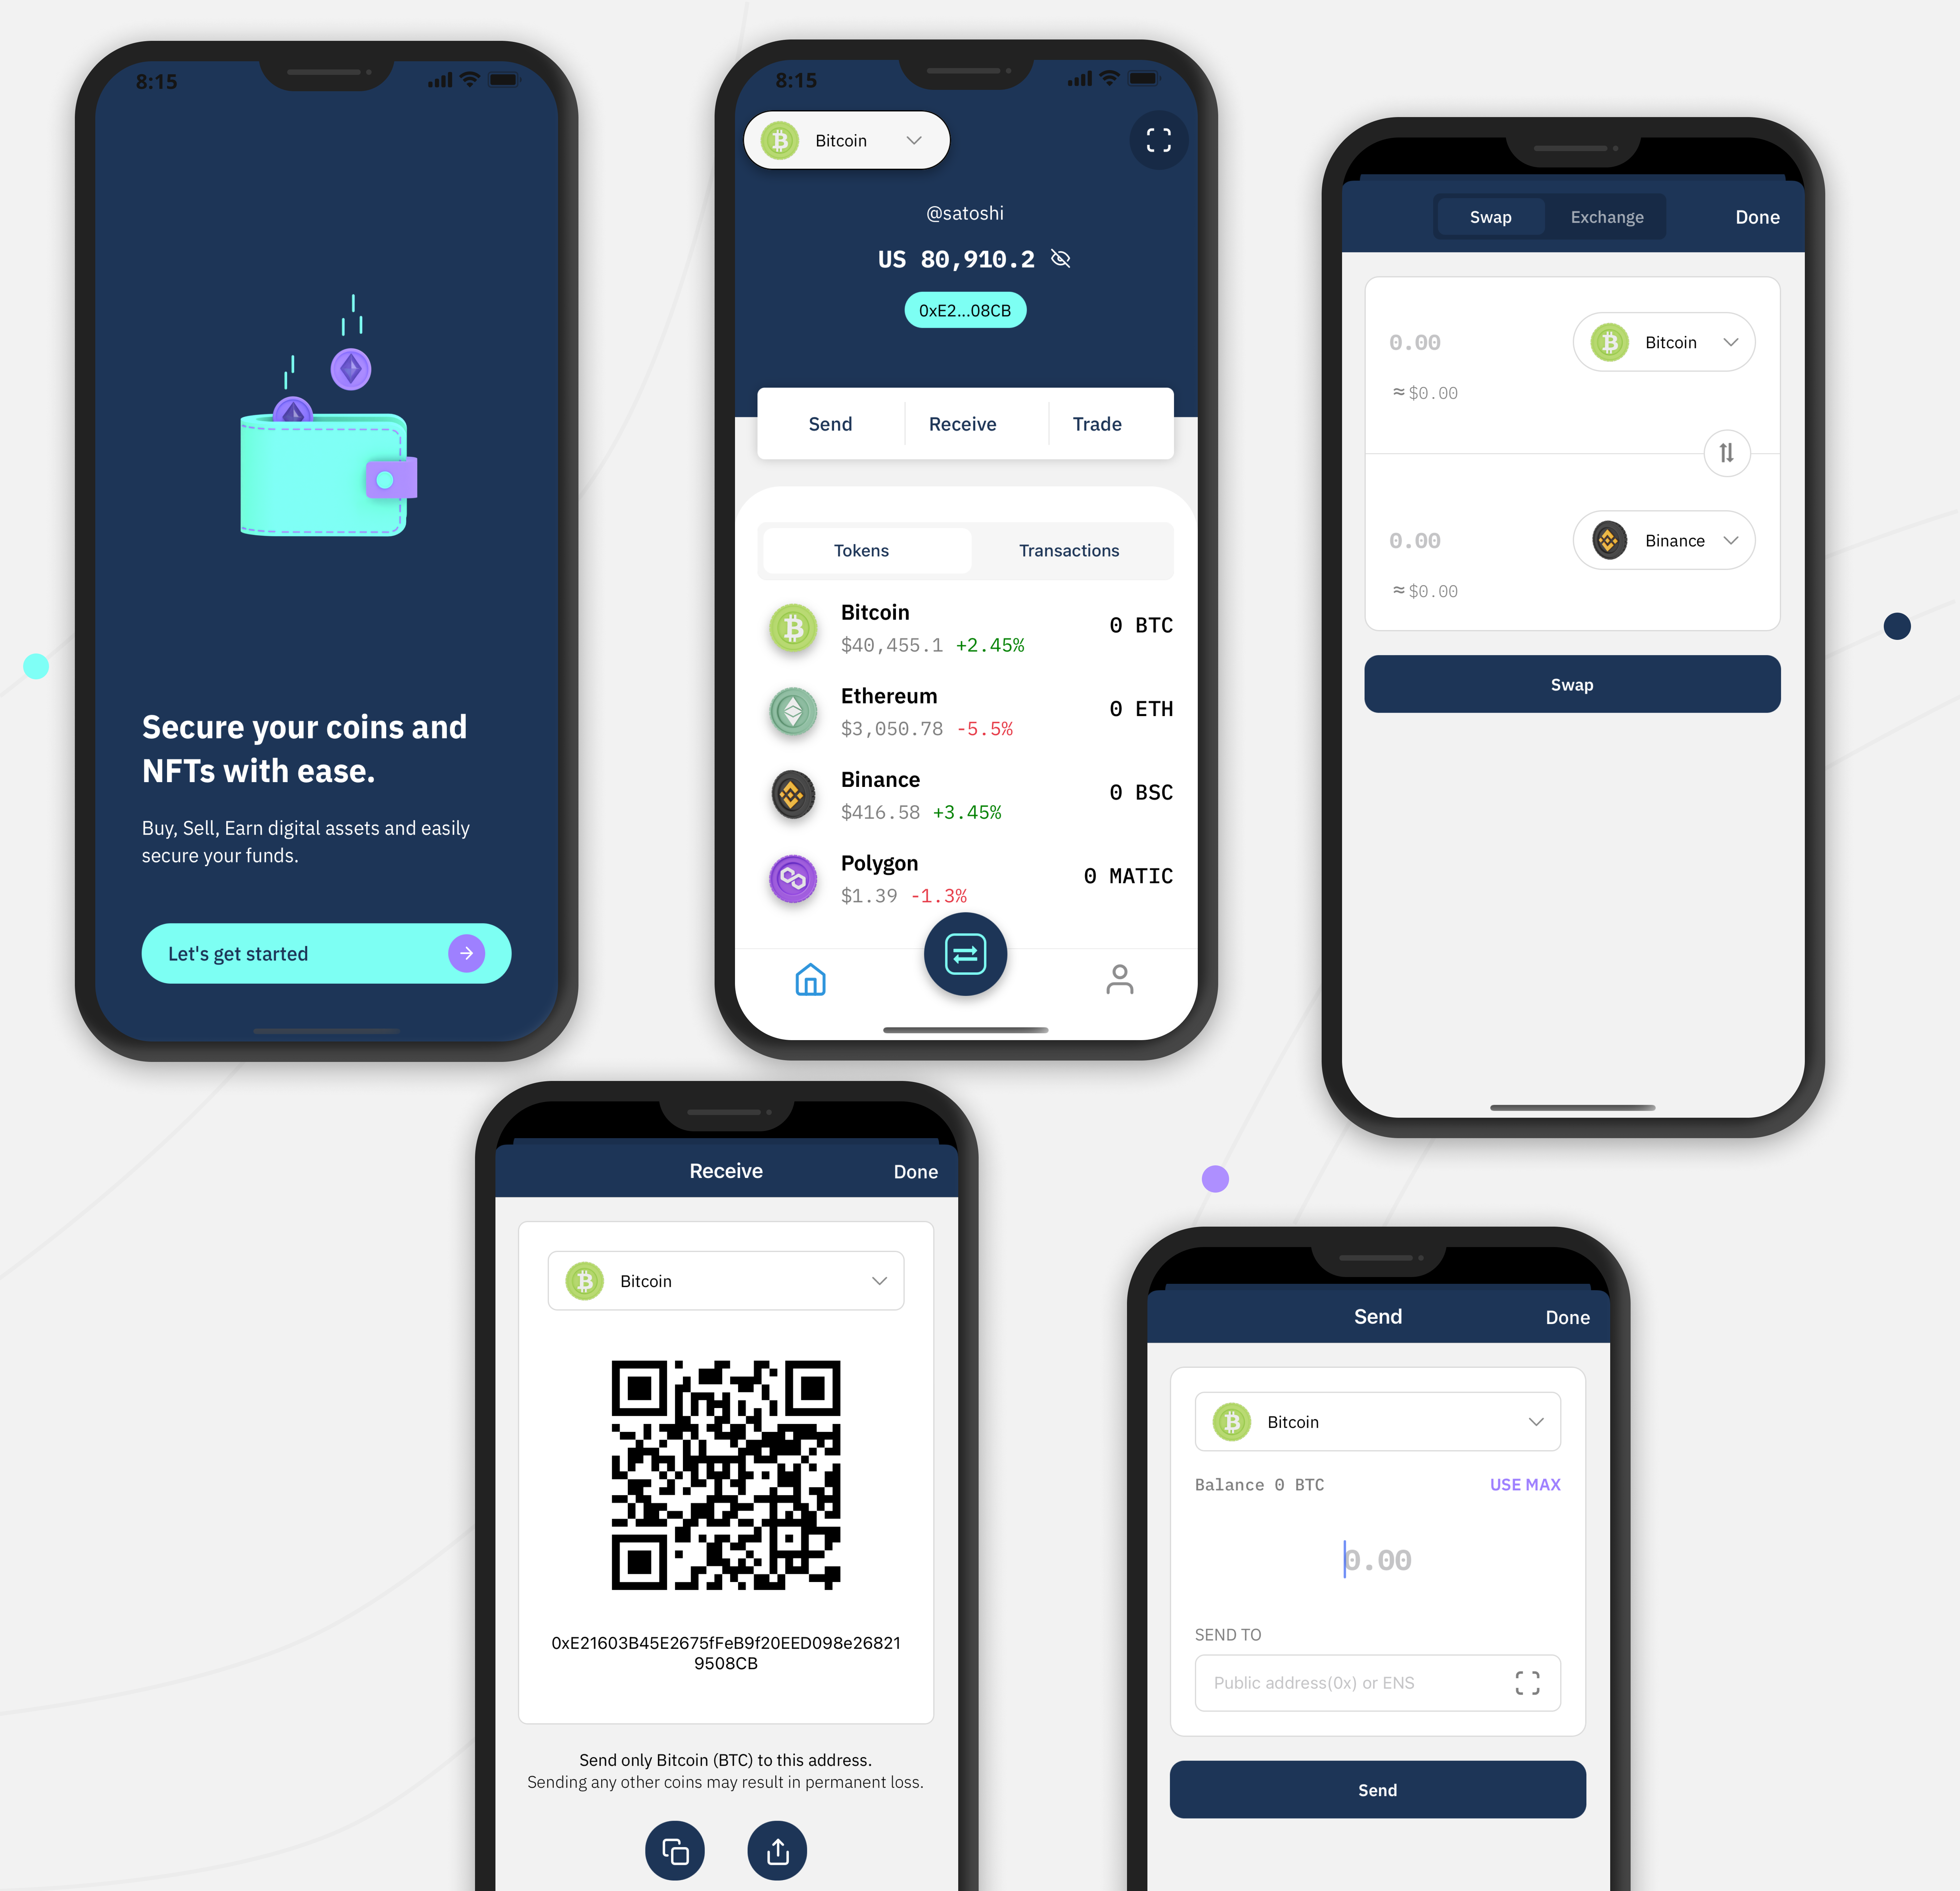 8:15
Secure your coins and
NFTs with ease.
Buy, Sell, Earn digital assets and easily
secure your funds.
Let's get started
8:15
Bitcoin
@satoshi
US 80,910.2
0xE2...08CB
Send Receive Trade
Tokens Transactions
Bitcoin
0 BTC
$40,455.1 +2.45%
Ethereum
0 ETH
$3,050.78 -5.5%
Binance
0 BSC
$416.58 +3.45%
Polygon
0 MATIC
$1.39 -1.3%
Swap Exchange Done
0.00 Bitcoin
≈ $0.00
0.00 Binance
≈ $0.00
Swap
Receive Done
Bitcoin
0xE21603B45E2675fFeB9f20EED098e26821
9508CB
Send only Bitcoin (BTC) to this address.
Sending any other coins may result in permanent loss.
Send Done
Bitcoin
Balance 0 BTC USE MAX
0.00
SEND TO
Public address(0x) or ENS
Send